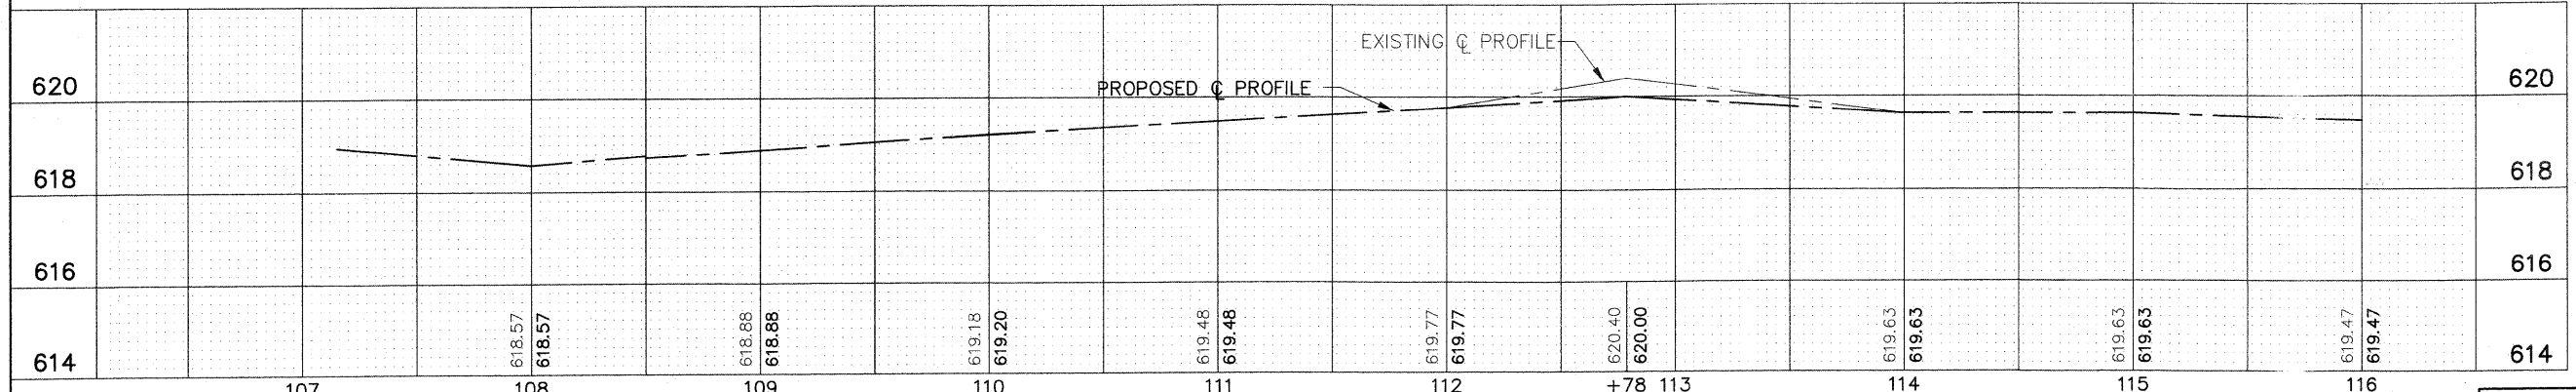 EXISTING ℄ PROFILE
PROPOSED ℄ PROFILE
620 620
618 618
616 616
618.57 618.57 618.88 618.88 619.18 619.20 619.48 619.48 619.77 619.77 620.40 620.00 619.63 619.63 619.63 619.63 619.47 619.47
614 614
107 108 109 110 111 112 +78 113 114 115 116